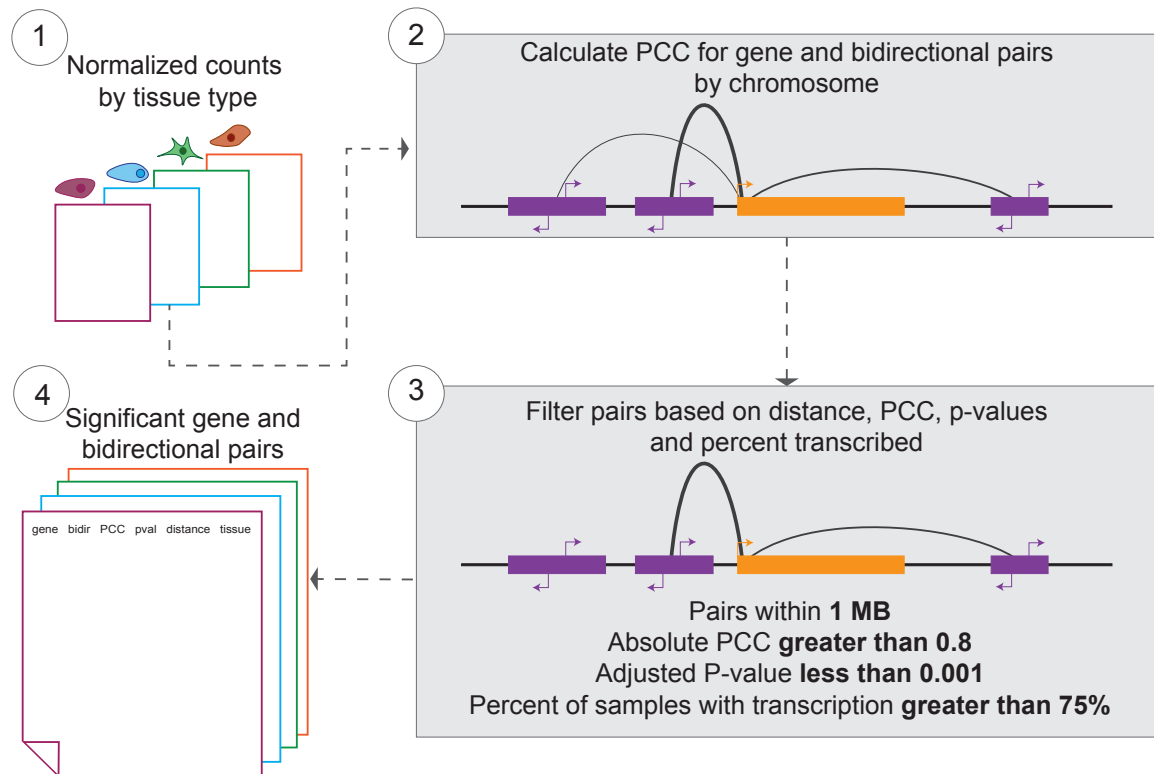 1
Normalized counts
by tissue type
2
Calculate PCC for gene and bidirectional pairs
by chromosome
3
Filter pairs based on distance, PCC, p-values
and percent transcribed
Pairs within 1 MB
Absolute PCC greater than 0.8
Adjusted P-value less than 0.001
Percent of samples with transcription greater than 75%
4
Significant gene and
bidirectional pairs
gene bidir PCC pval distance tissue